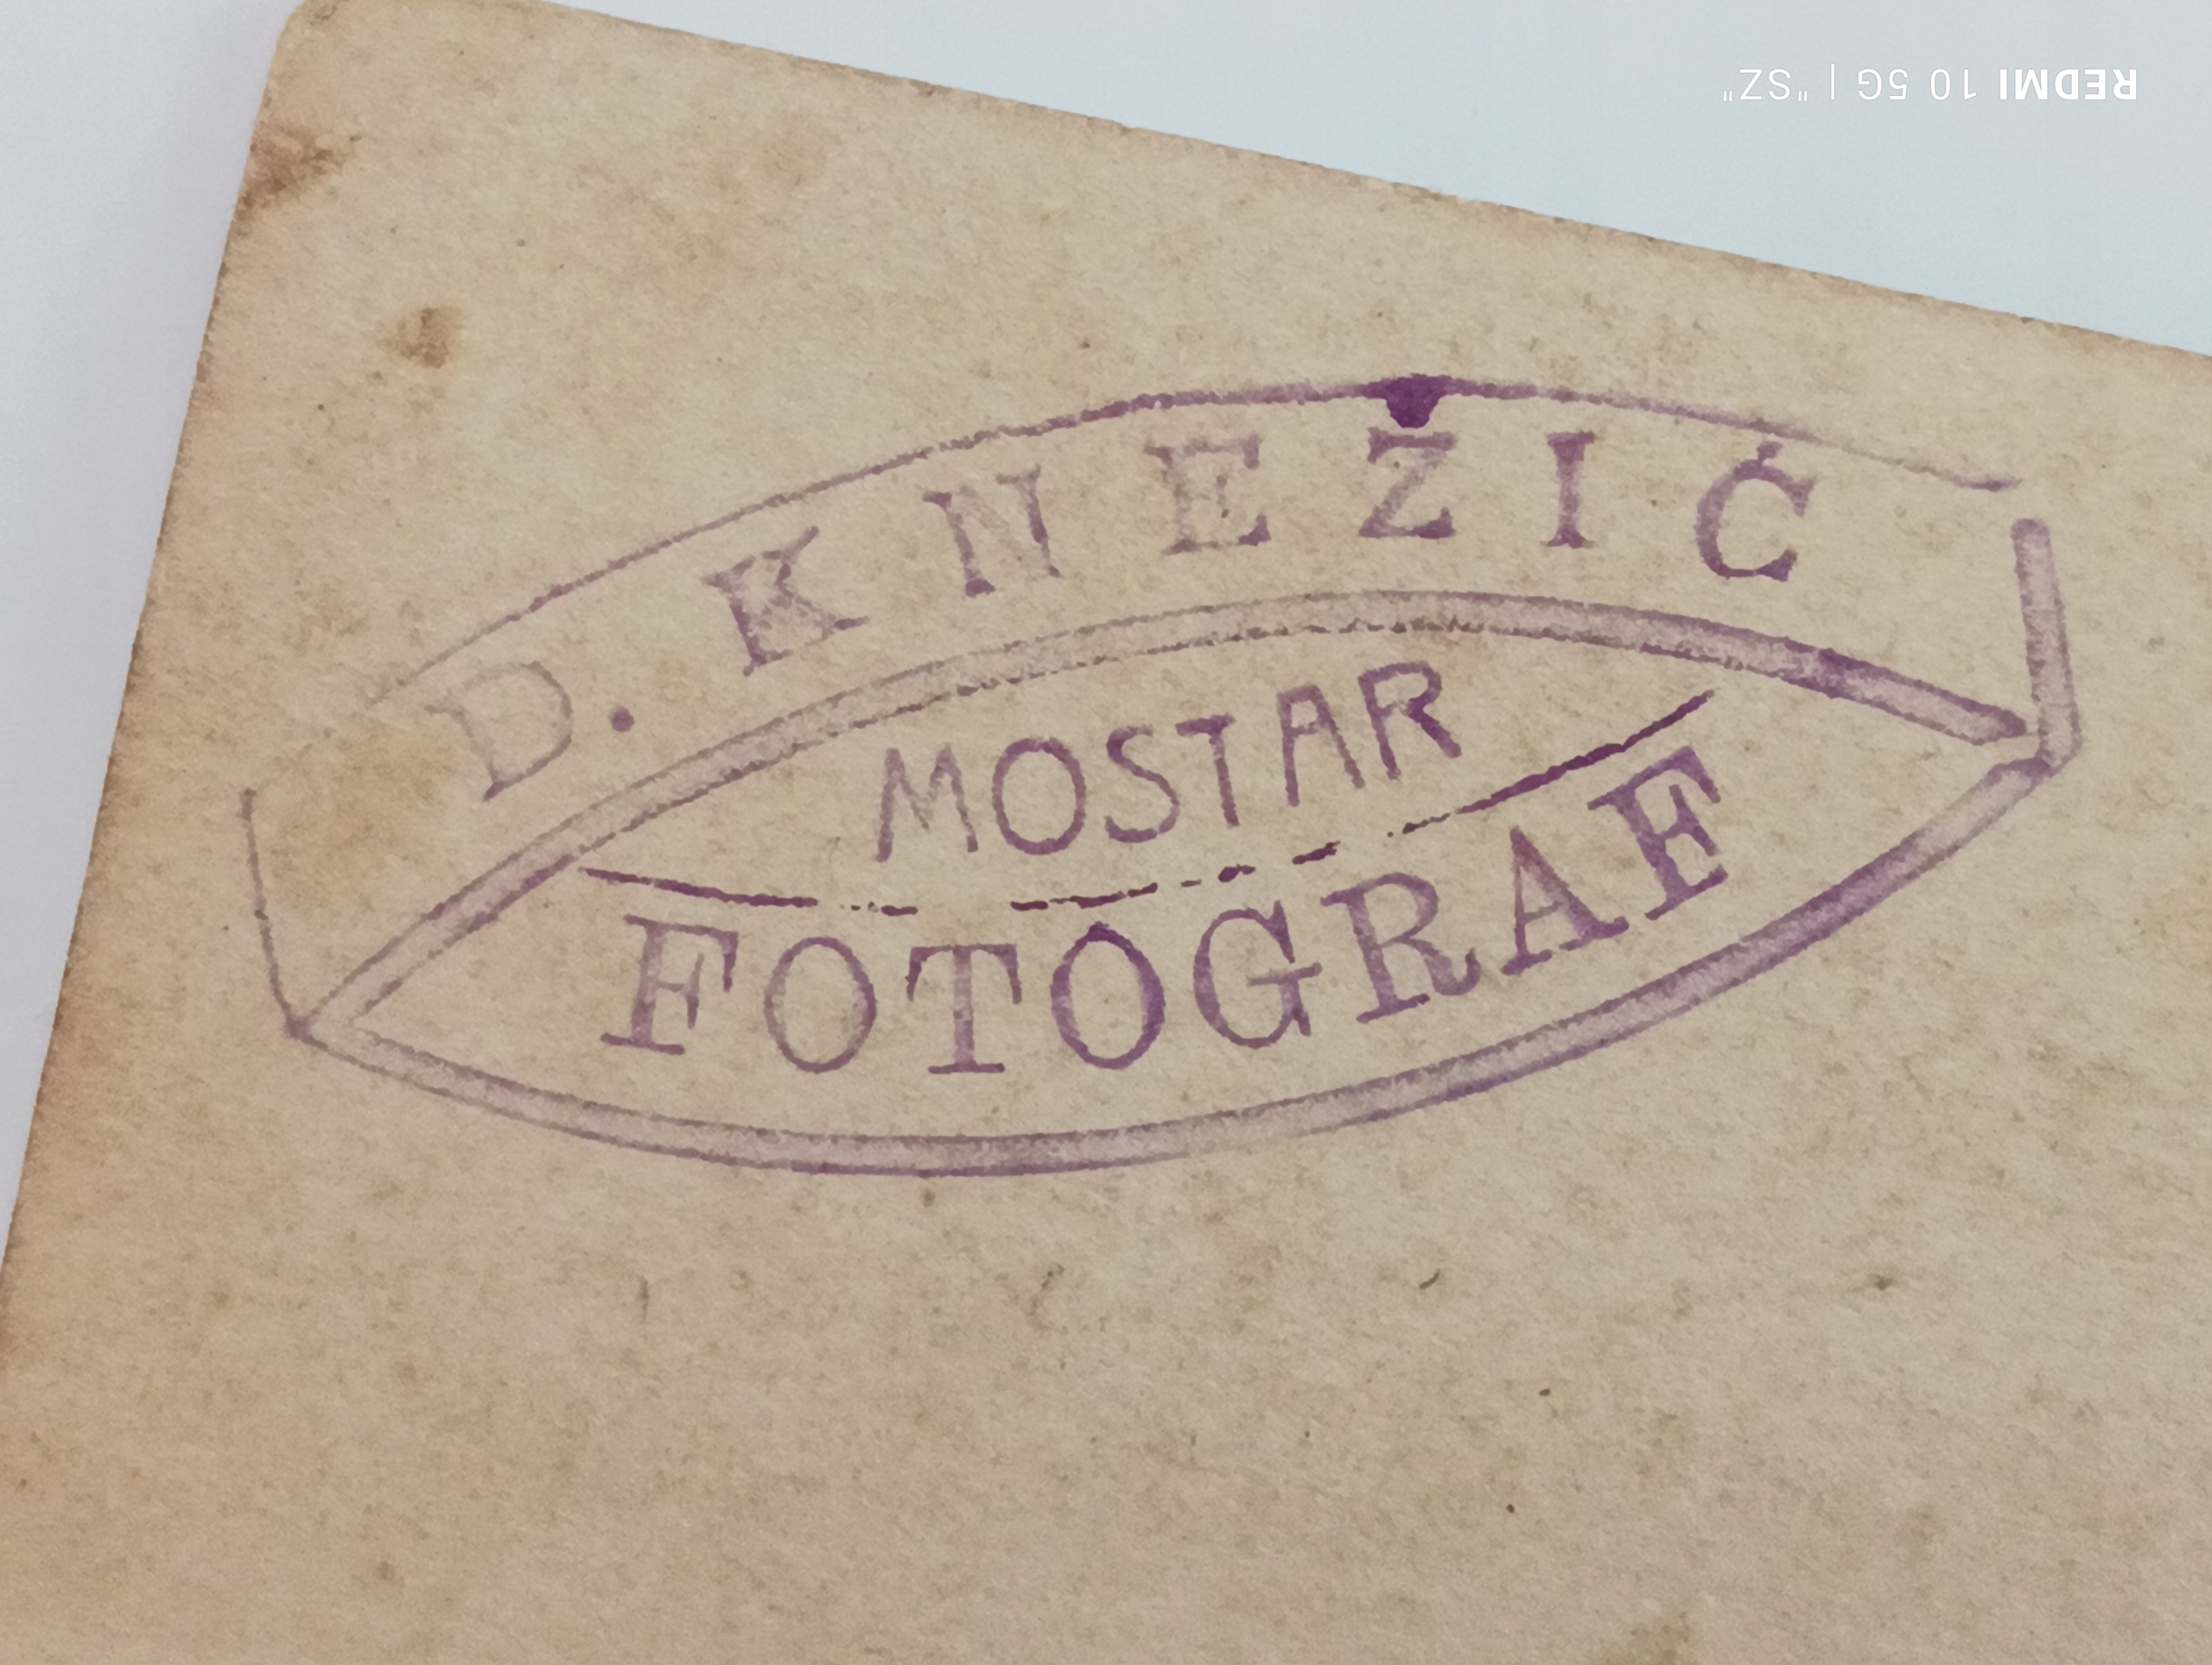 D. KNEŽIĆ
MOSTAR
FOTOGRAF
REDMI 10 5G | "SZ"